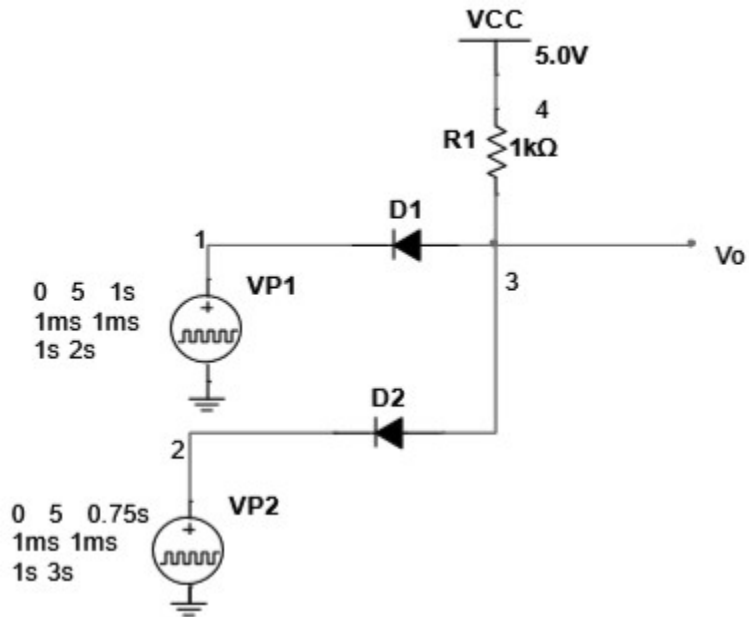 VCC
5.0V
4
R1
1kΩ
D1
1
Vo
3
VP1
0 5 1s
1ms 1ms
1s 2s
D2
2
VP2
0 5 0.75s
1ms 1ms
1s 3s